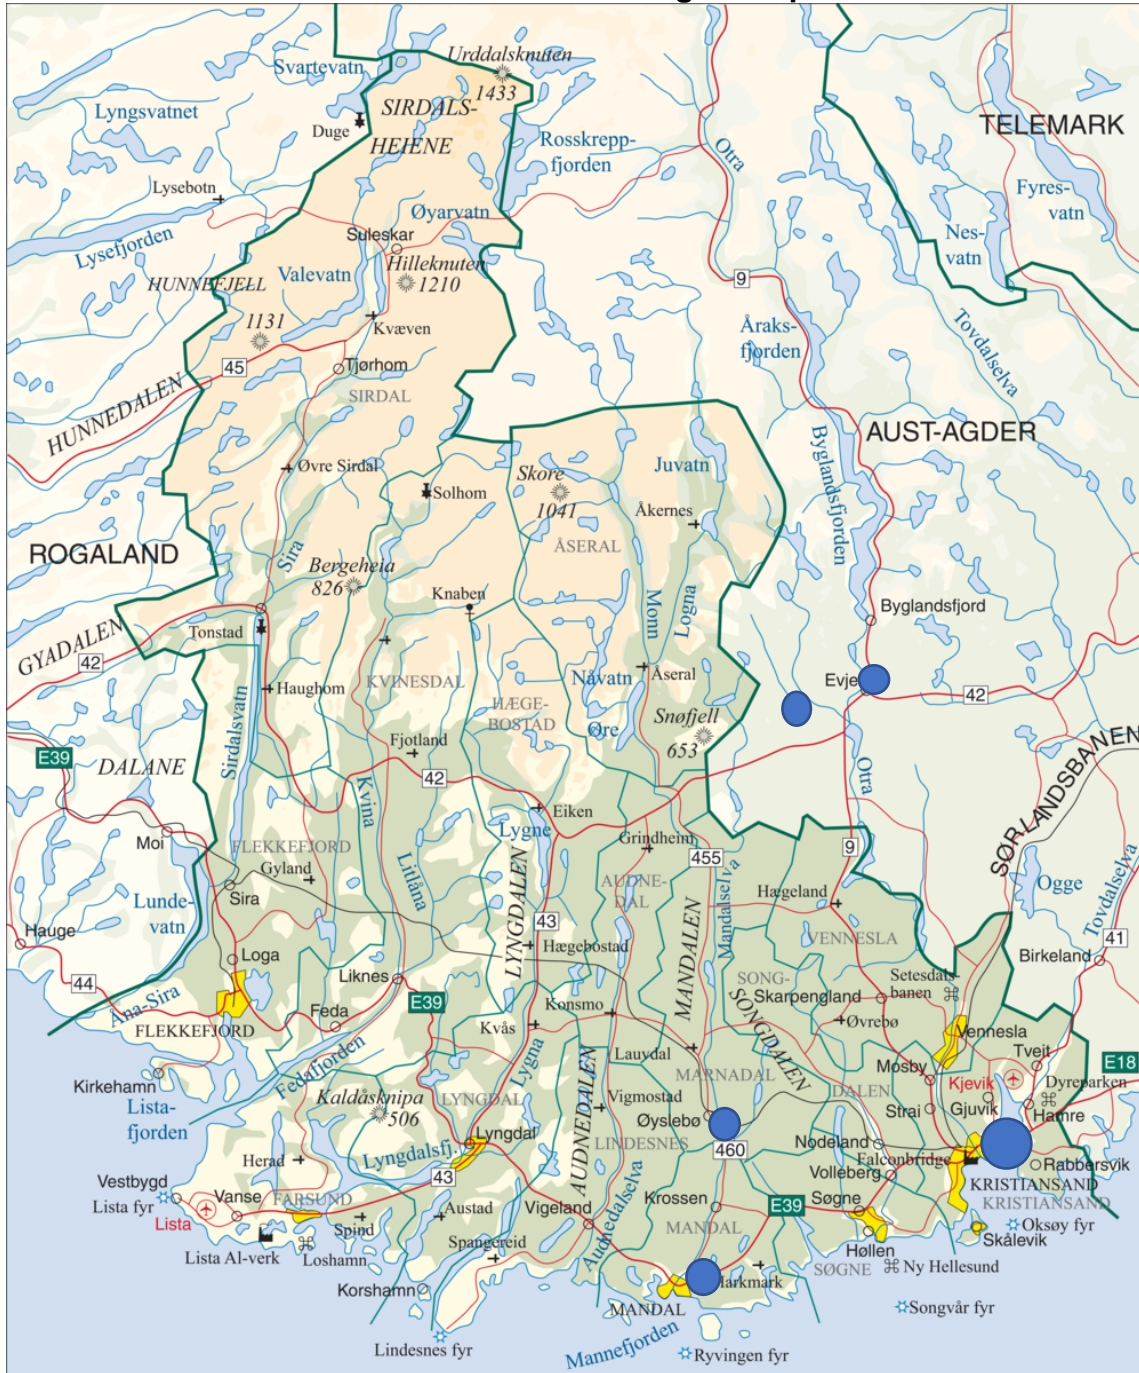 Urddalsknuten
1433
Svartevatn
Lyngsvatnet
SIRDALS-
HEIENE
Duge
Rosskrepp-
fjorden
Otra
TELEMARK
Fyres-
vatn
Lysebotn
Øyarvatn
Lysefjorden
Suleskar
Nes-
vatn
Hilleknuten
1210
Valevatn
HUNNEFJELL
9
1131
Kvæven
Åraks-
fjorden
Tovdalselva
45
Tjørhom
HUNNEDALEN
SIRDAL
AUST-AGDER
Øvre Sirdal
Solhom
Skore
1041
Juvatn
Byglandsfjorden
Åkernes
ÅSERAL
ROGALAND
Sira
Bergeheia
826
Knaben
Monn
Logna
Byglandsfjord
Tonstad
GYADALEN
42
Åseral
Evje
Haughom
KVINESDAL
Nåvatn
42
HÆGE-
BOSTAD
Øre
Snøfjell
653
Sirdalsvatn
Fjotland
E39
DALANE
42
Kvina
Otra
SØRLANDSBANEN
Eiken
Lygne
Moi
Grindheim
FLEKKEFJORD
455
9
Gyland
Litlåna
Mandalselva
Tovdalselva
Sira
AUDNE-
DAL
Hægeland
Ogge
Lunde-
vatn
LYNGDALEN
43
Hauge
Hægebostad
VENNESLA
41
Loga
MANDALEN
Birkeland
44
Liknes
SONG-
Setesdals-
banen
Ana-Sira
E39
Konsmo
Skarpengland
FLEKKEFJORD
Feda
Kvås
SONGDALEN
Øvrebø
Vennesla
Fedafjorden
Lygna
Lauvdal
Tveit
E18
Kirkehamn
AUDNEDALEN
MARNADAL
Mosby
Kjevik
Dyreparken
Lista-
fjorden
Kaldåsknipa
506
LYNGDAL
Vigmostad
DALEN
Strai
Gjuvik
Hamre
Øyslebø
Lyngdal
LINDESNES
Nodeland
Lyngdalsfj.
460
Falconbridge
Herad
Volleberg
Rabbersvik
Vestbygd
43
KRISTIANSAND
Lista fyr
Vanse
FARSUND
Krossen
Søgne
KRISTIANSAND
Lista
Spind
Austad
Vigeland
Audnedalselva
E39
Oksøy fyr
MANDAL
Skålevik
Lista Al-verk
Loshamn
Spangereid
Høllen
SØGNE
Ny Hellesund
Harkmark
Korshamn
MANDAL
Songvår fyr
Mannefjorden
Lindesnes fyr
Ryvingen fyr